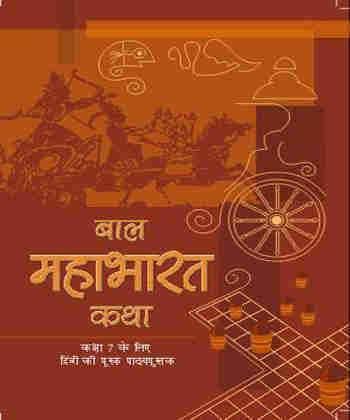 बाल
महाभारत
कथा
कक्षा 7 के लिए
हिंदी की पूरक पाठ्यपुस्तक